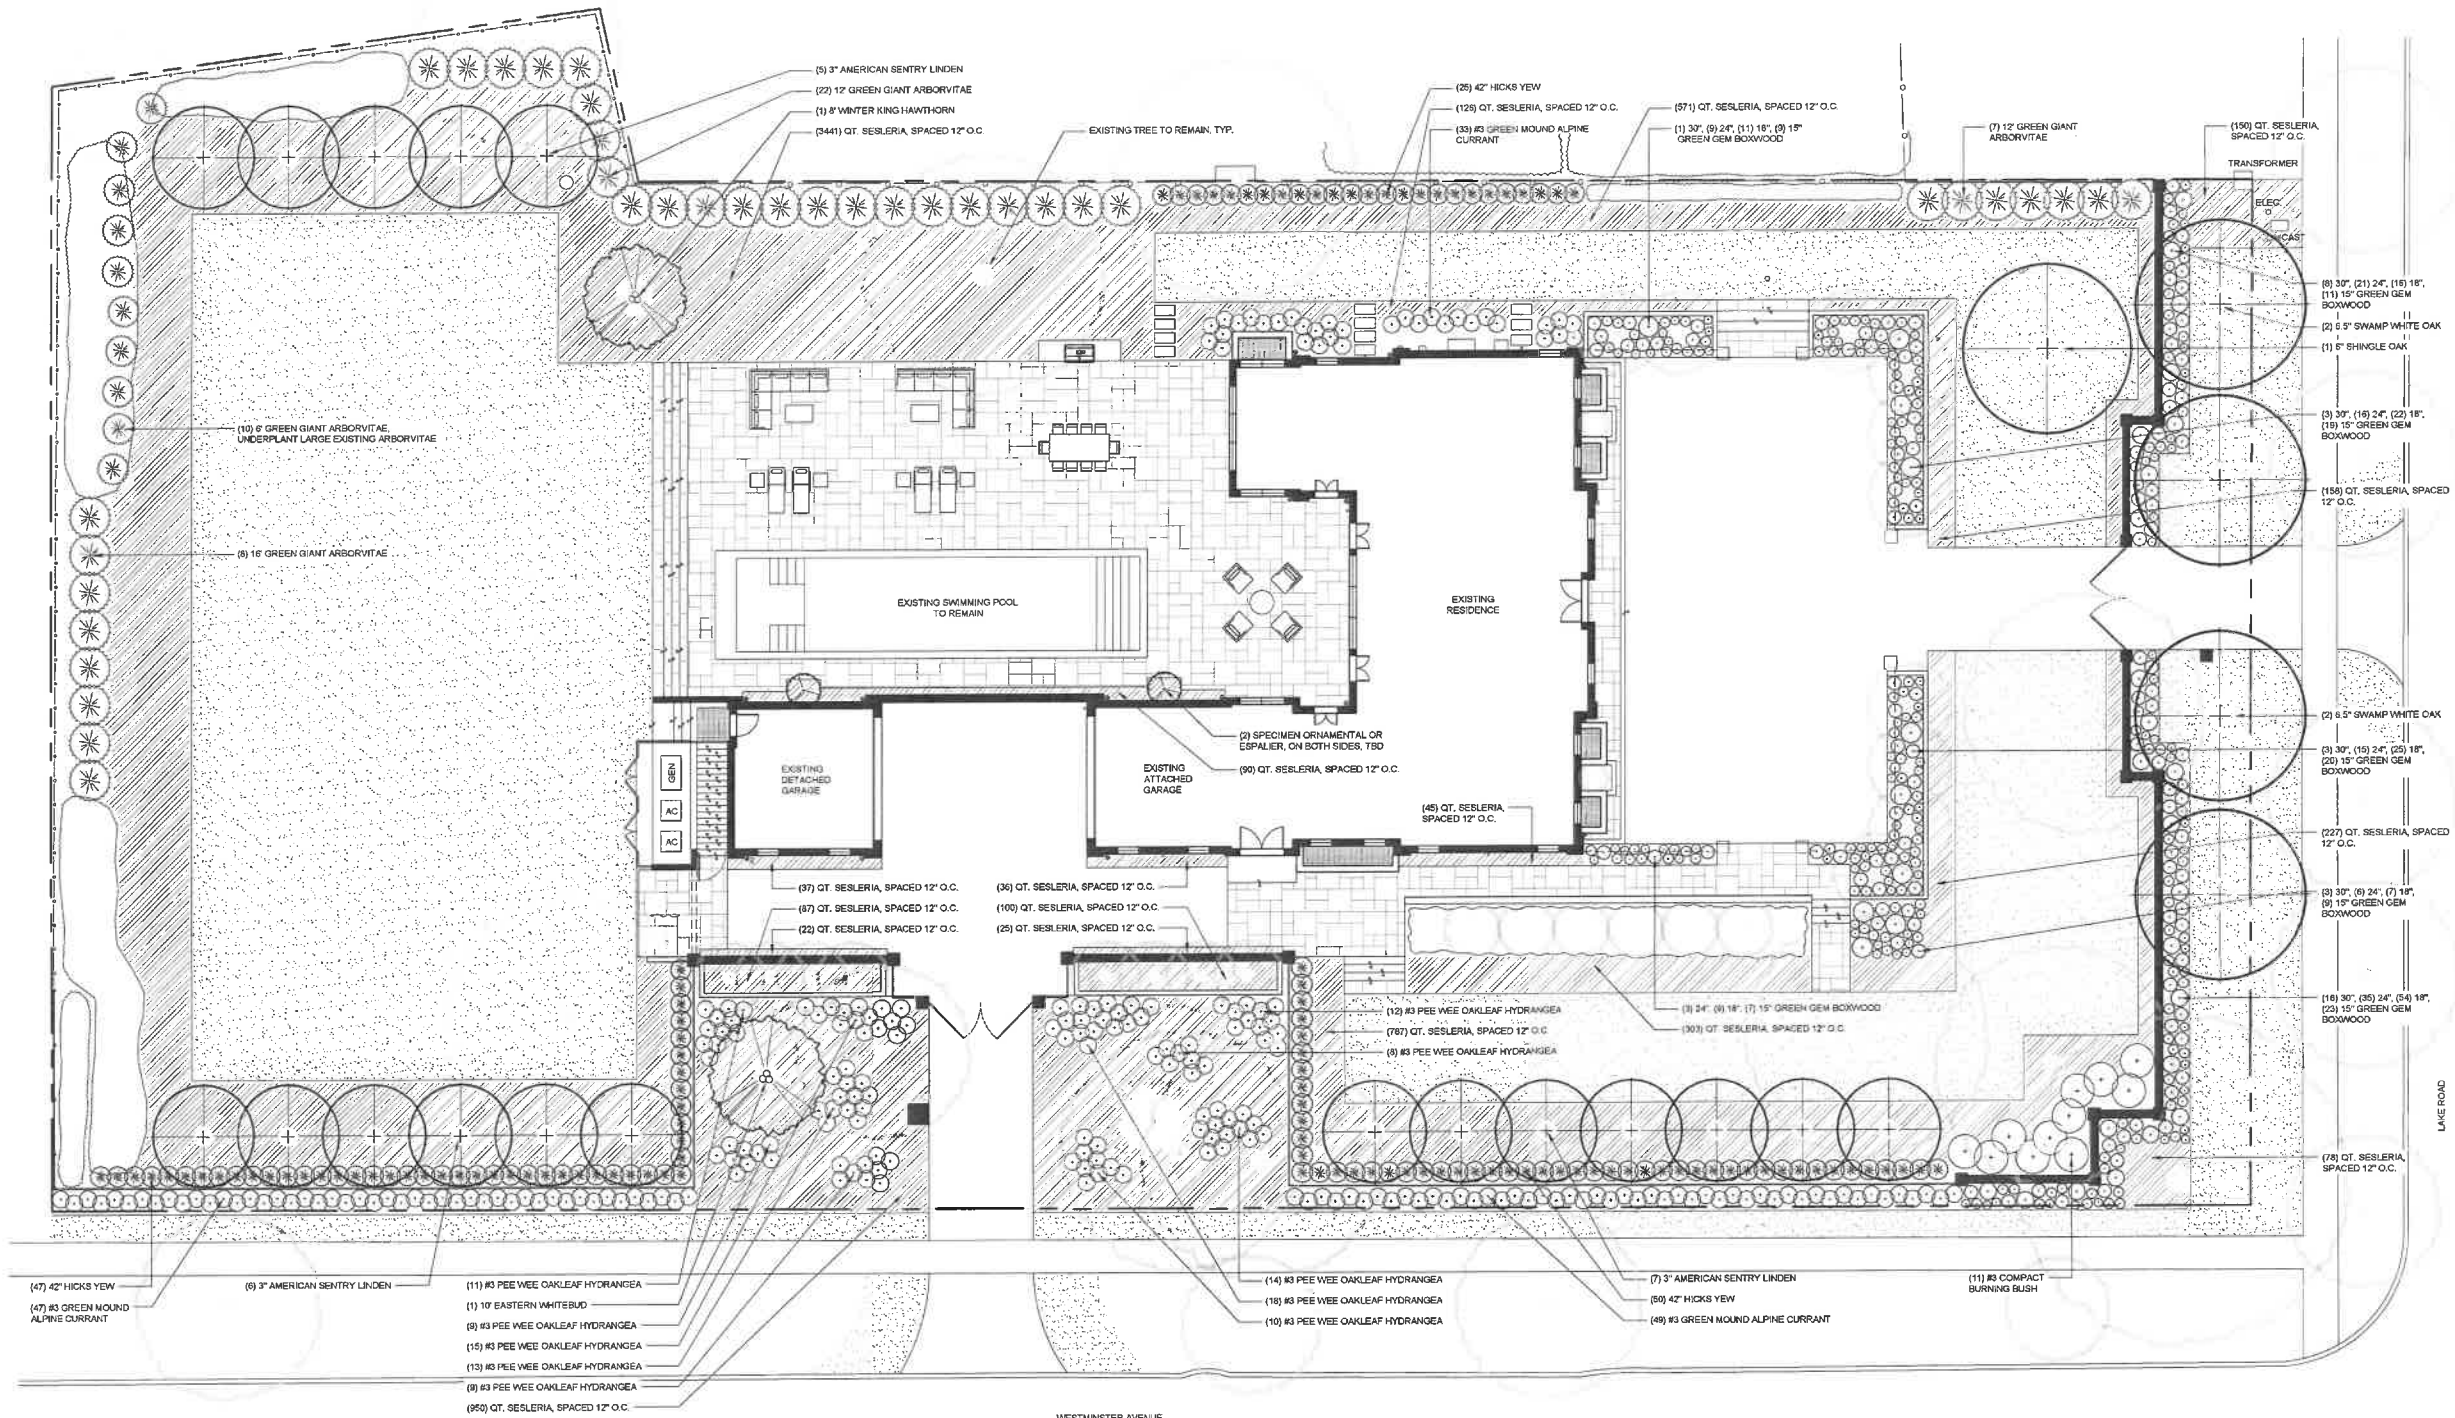 (5) 3" AMERICAN SENTRY LINDEN
(22) 12' GREEN GIANT ARBORVITAE
(1) 8' WINTER KING HAWTHORN
(3441) QT. SESLERIA, SPACED 12" O.C.
EXISTING TREE TO REMAIN, TYP.
(25) 42" HICKS YEW
(126) QT. SESLERIA, SPACED 12" O.C.
(33) #3 GREEN MOUND ALPINE
CURRANT
(571) QT. SESLERIA, SPACED 12" O.C.
(1) 30", (9) 24", (11) 18", (9) 15"
GREEN GEM BOXWOOD
(7) 12' GREEN GIANT
ARBORVITAE
(150) QT. SESLERIA,
SPACED 12" O.C.
TRANSFORMER
ELEC.
(8) 30", (21) 24", (16) 18",
(11) 15" GREEN GEM
BOXWOOD
(2) 6.5" SWAMP WHITE OAK
(1) 6" SHINGLE OAK
(3) 30", (16) 24", (22) 18",
(19) 15" GREEN GEM
BOXWOOD
(158) QT. SESLERIA, SPACED
12" O.C.
(10) 6' GREEN GIANT ARBORVITAE,
UNDERPLANT LARGE EXISTING ARBORVITAE
(8) 16' GREEN GIANT ARBORVITAE
EXISTING SWIMMING POOL
TO REMAIN
EXISTING
RESIDENCE
(2) 6.5" SWAMP WHITE OAK
(3) 30", (15) 24", (25) 18",
(20) 15" GREEN GEM
BOXWOOD
(2) SPECIMEN ORNAMENTAL OR
ESPALIER, ON BOTH SIDES, TBD
(90) QT. SESLERIA, SPACED 12" O.C.
GEN
AC
AC
EXISTING
DETACHED
GARAGE
EXISTING
ATTACHED
GARAGE
(45) QT. SESLERIA,
SPACED 12" O.C.
(227) QT. SESLERIA, SPACED
12" O.C.
(37) QT. SESLERIA, SPACED 12" O.C.
(87) QT. SESLERIA, SPACED 12" O.C.
(22) QT. SESLERIA, SPACED 12" O.C.
(36) QT. SESLERIA, SPACED 12" O.C.
(100) QT. SESLERIA, SPACED 12" O.C.
(25) QT. SESLERIA, SPACED 12" O.C.
(3) 30", (6) 24", (7) 18",
(9) 15" GREEN GEM
BOXWOOD
(12) #3 PEE WEE OAKLEAF HYDRANGEA
(787) QT. SESLERIA, SPACED 12" O.C.
(8) #3 PEE WEE OAKLEAF HYDRANGEA
(3) 24", (9) 18", (7) 15" GREEN GEM BOXWOOD
(303) QT. SESLERIA, SPACED 12" O.C.
(16) 30", (35) 24", (54) 18",
(23) 15" GREEN GEM
BOXWOOD
LAKE ROAD
(78) QT. SESLERIA,
SPACED 12" O.C.
(47) 42" HICKS YEW
(47) #3 GREEN MOUND
ALPINE CURRANT
(6) 3" AMERICAN SENTRY LINDEN
(11) #3 PEE WEE OAKLEAF HYDRANGEA
(1) 10' EASTERN WHITEBUD
(9) #3 PEE WEE OAKLEAF HYDRANGEA
(15) #3 PEE WEE OAKLEAF HYDRANGEA
(13) #3 PEE WEE OAKLEAF HYDRANGEA
(9) #3 PEE WEE OAKLEAF HYDRANGEA
(950) QT. SESLERIA, SPACED 12" O.C.
(14) #3 PEE WEE OAKLEAF HYDRANGEA
(18) #3 PEE WEE OAKLEAF HYDRANGEA
(10) #3 PEE WEE OAKLEAF HYDRANGEA
(7) 3" AMERICAN SENTRY LINDEN
(50) 42" HICKS YEW
(49) #3 GREEN MOUND ALPINE CURRANT
(11) #3 COMPACT
BURNING BUSH
WESTMINSTER AVENUE